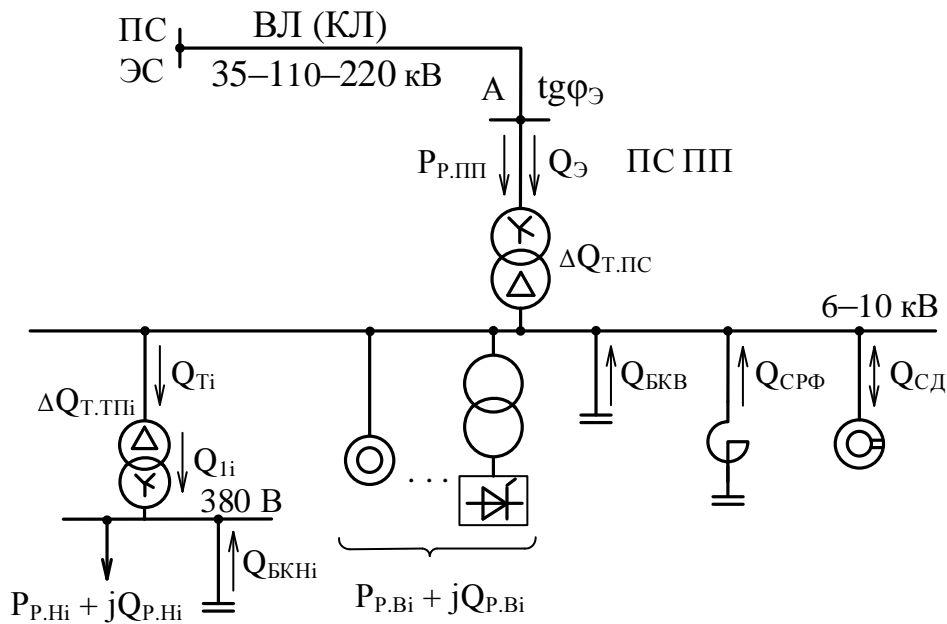 ПС
ЭС
ВЛ (КЛ)
35–110–220 кВ
А
tgφЭ
PР.ПП
QЭ
ПС ПП
ΔQТ.ПС
6–10 кВ
QТi
ΔQТ.ТПi
Q1i
380 В
QБКВ
QСРФ
QСД
. . .
QБКНi
PР.Нi + jQР.Нi
PР.Вi + jQР.Вi